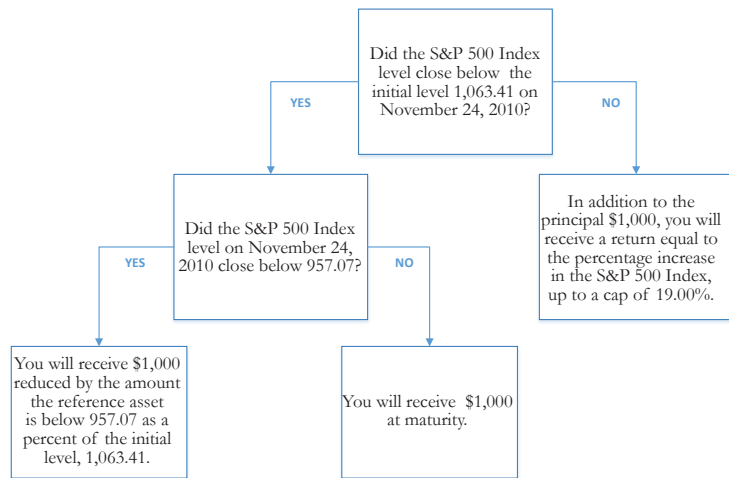 Did the S&P 500 Index
level close below the
initial level 1,063.41 on
November 24, 2010?
YES
NO
Did the S&P 500 Index
level on November 24,
2010 close below 957.07?
In addition to the
principal $1,000, you will
receive a return equal to
the percentage increase
in the S&P 500 Index,
up to a cap of 19.00%.
YES
NO
You will receive $1,000
reduced by the amount
the reference asset
is below 957.07 as a
percent of the initial
level, 1,063.41.
You will receive $1,000
at maturity.